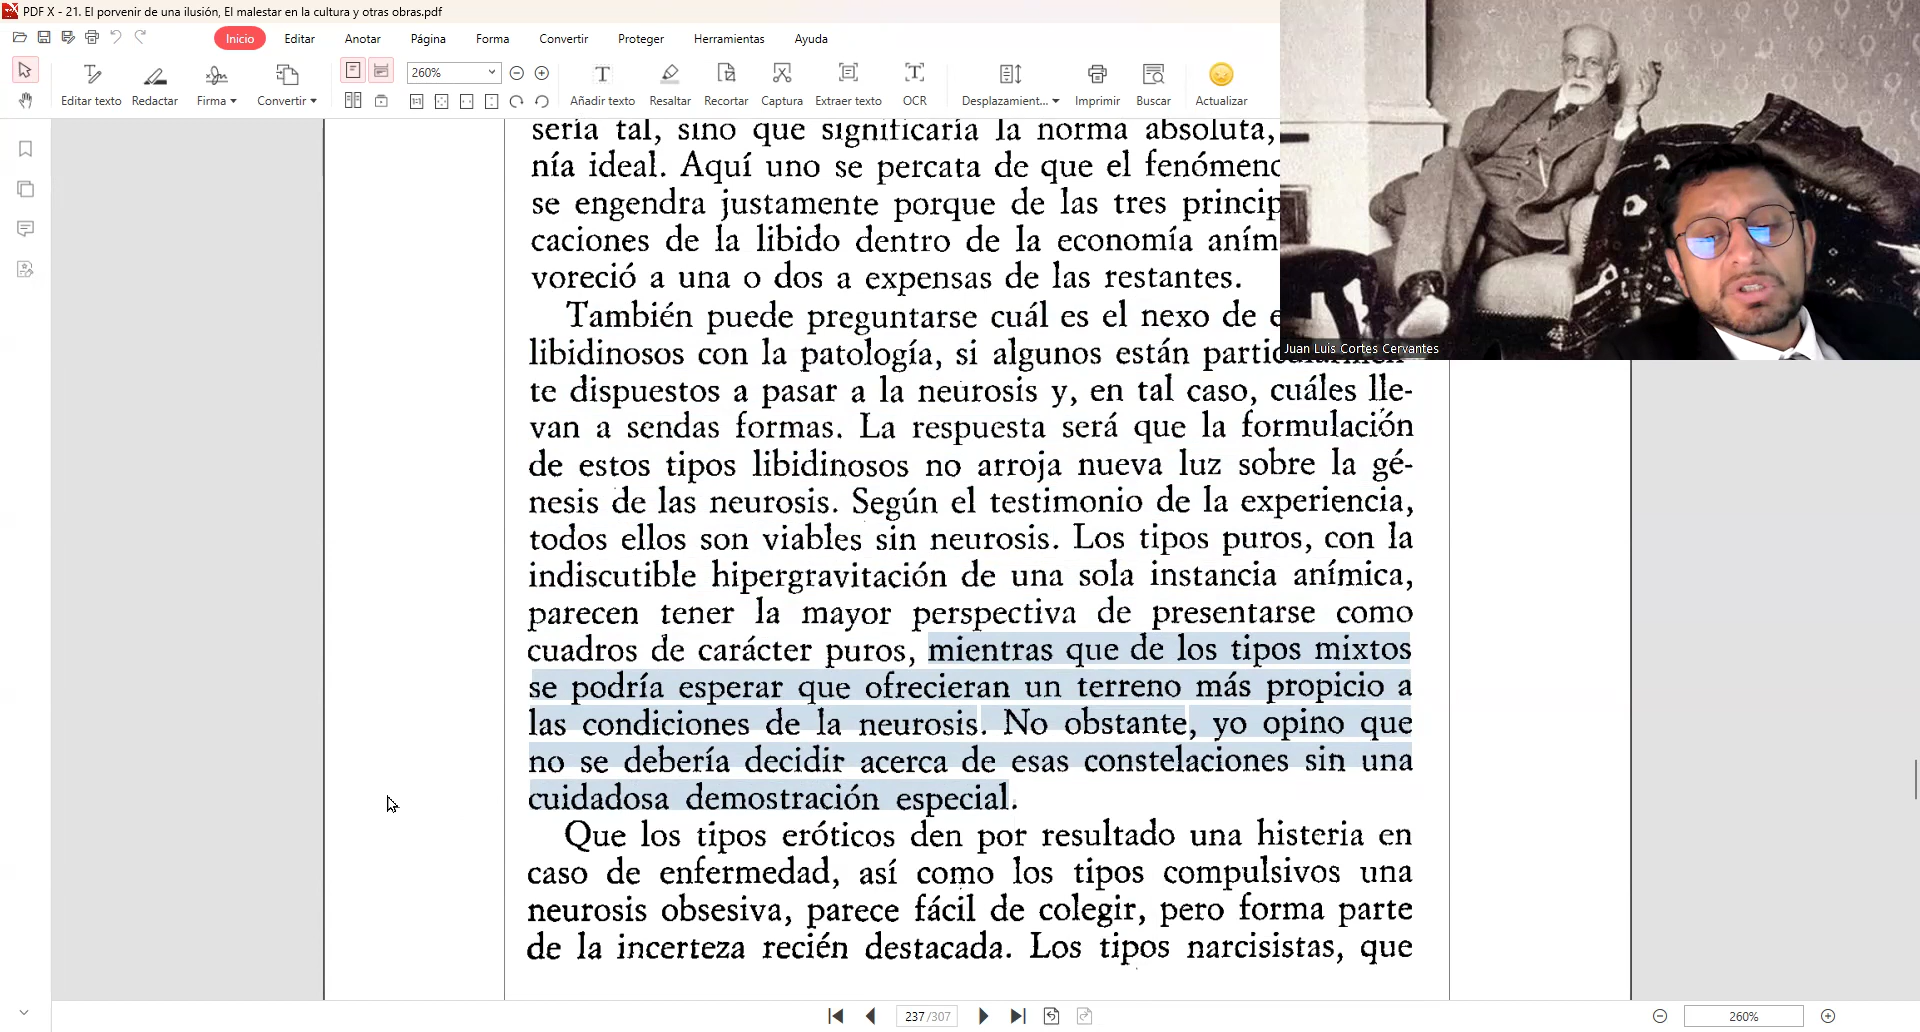 PDF X - 21. El porvenir de una ilusión, El malestar en la cultura y otras obras.pdf
Inicio Editar Anotar Página Forma Convertir Proteger Herramientas Ayuda
260%
Editar texto Redactar Firma Convertir Añadir texto Resaltar Recortar Captura Extraer texto OCR Desplazamient... Imprimir Buscar Actualizar
sería tal, sino que significaría la norma absoluta,
nía ideal. Aquí uno se percata de que el fenómeno
se engendra justamente porque de las tres princip
caciones de la libido dentro de la economía aním
voreció a una o dos a expensas de las restantes.
También puede preguntarse cuál es el nexo de e
libidinosos con la patología, si algunos están particularmen-
te dispuestos a pasar a la neurosis y, en tal caso, cuáles lle-
van a sendas formas. La respuesta será que la formulación
de estos tipos libidinosos no arroja nueva luz sobre la gé-
nesis de las neurosis. Según el testimonio de la experiencia,
todos ellos son viables sin neurosis. Los tipos puros, con la
indiscutible hipergravitación de una sola instancia anímica,
parecen tener la mayor perspectiva de presentarse como
cuadros de carácter puros, mientras que de los tipos mixtos
se podría esperar que ofrecieran un terreno más propicio a
las condiciones de la neurosis. No obstante, yo opino que
no se debería decidir acerca de esas constelaciones sin una
cuidadosa demostración especial.
Que los tipos eróticos den por resultado una histeria en
caso de enfermedad, así como los tipos compulsivos una
neurosis obsesiva, parece fácil de colegir, pero forma parte
de la incerteza recién destacada. Los tipos narcisistas, que
Juan Luis Cortes Cervantes
237/307
260%